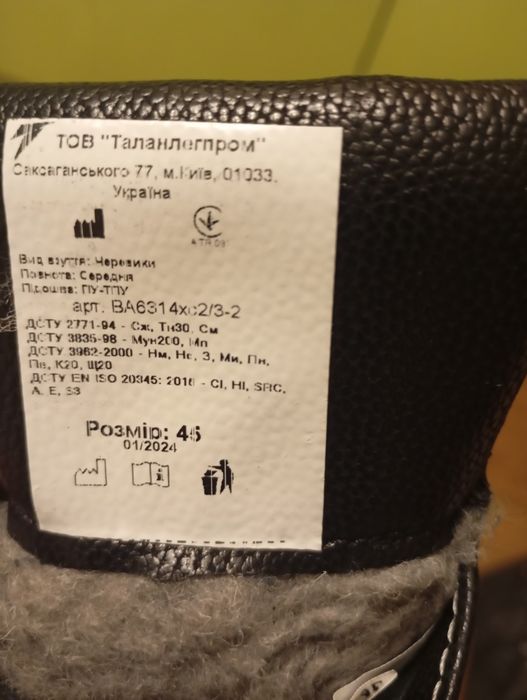 ТОВ "Таланлегпром"
Саксаганського 77, м.Київ, 01033,
Україна
Вид взуття: Черевики
Повнота: Середня
Підошва: ПУ-ТПУ
арт. ВА6314хс2/3-2
ДСТУ 2771-94 - Сж, Тн30, См
ДСТУ 3835-98 - Мун200, Мп
ДСТУ 3962-2000 - Нм, Нс, З, Ми, Пн,
Пв, К20, Щ20
ДСТУ EN ISO 20345: - CI, HI, SRC,
A, E, S3
Розмір:
01/2024